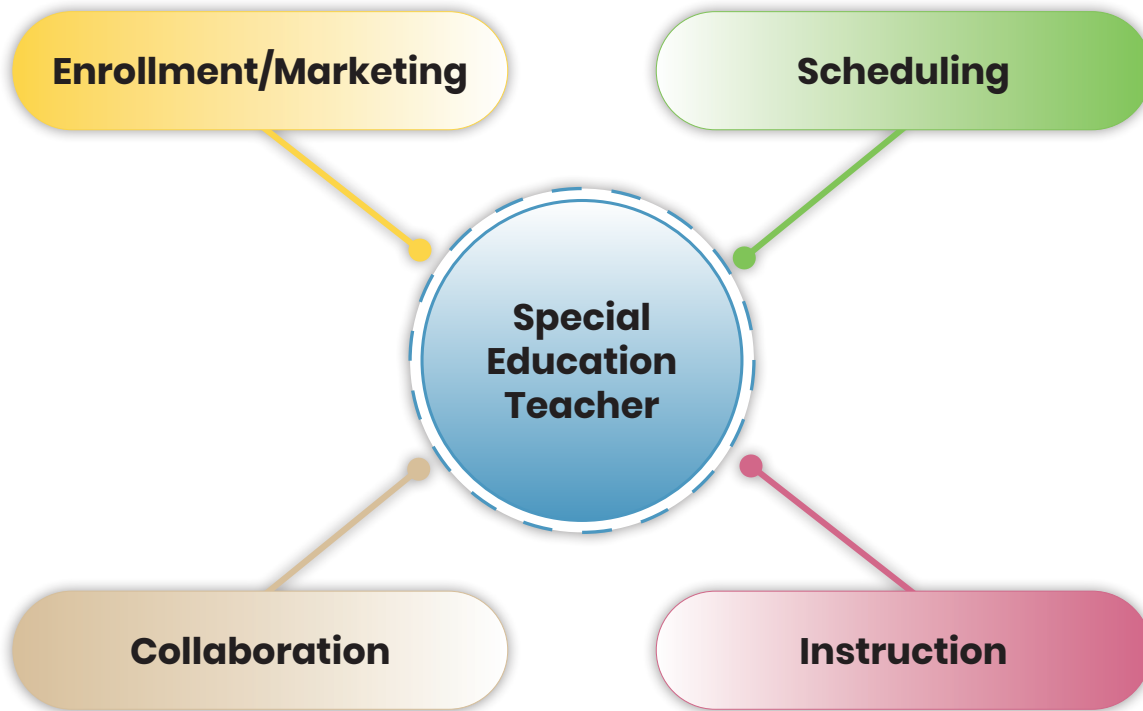 Enrollment/Marketing
Scheduling
Special
Education
Teacher
Collaboration
Instruction